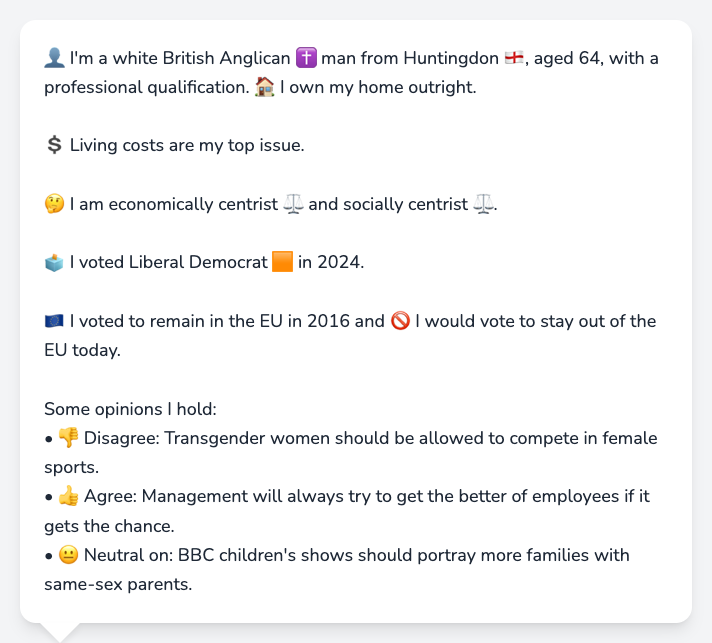 👤 I'm a white British Anglican ✝️ man from Huntingdon 🏴󠁧󠁢󠁥󠁮󠁧󠁿, aged 64, with a
professional qualification. 🏠 I own my home outright.
💲 Living costs are my top issue.
🤔 I am economically centrist ⚖️ and socially centrist ⚖️.
🗳️ I voted Liberal Democrat 🟧 in 2024.
🇪🇺 I voted to remain in the EU in 2016 and 🚫 I would vote to stay out of the
EU today.
Some opinions I hold:
• 👎 Disagree: Transgender women should be allowed to compete in female
sports.
• 👍 Agree: Management will always try to get the better of employees if it
gets the chance.
• 😐 Neutral on: BBC children's shows should portray more families with
same-sex parents.